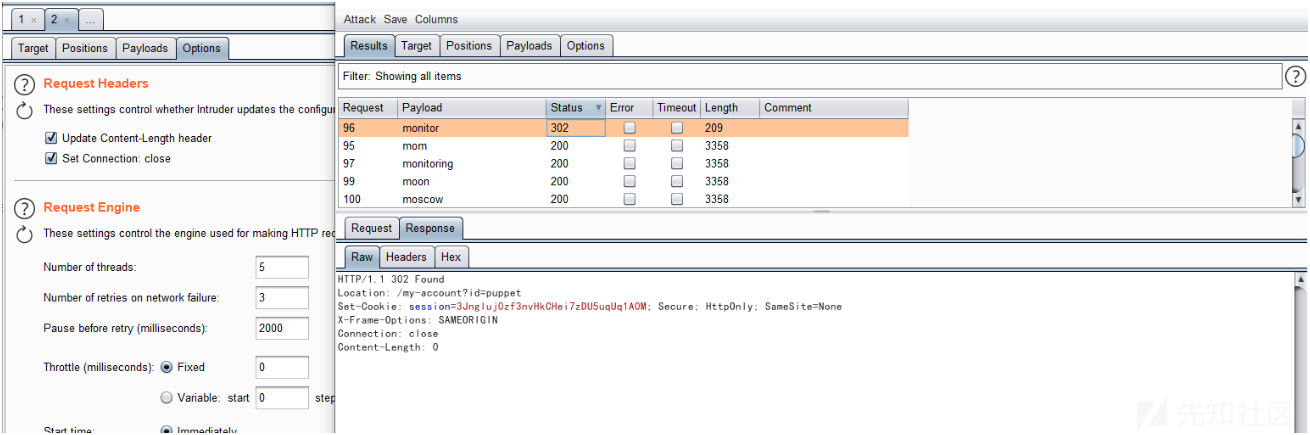 1 × 2 × ...
Target Positions Payloads Options
? Request Headers
These settings control whether Intruder updates the configur
Update Content-Length header
Set Connection: close
? Request Engine
These settings control the engine used for making HTTP rec
Number of threads: 5
Number of retries on network failure: 3
Pause before retry (milliseconds): 2000
Throttle (milliseconds): Fixed 0
Variable: start 0 step
Start time: Immediately
Attack Save Columns
Results Target Positions Payloads Options
Filter: Showing all items ?
Request Payload Status Error Timeout Length Comment
96 monitor 302 209
95 mom 200 3358
97 monitoring 200 3358
99 moon 200 3358
100 moscow 200 3358
Request Response
Raw Headers Hex
HTTP/1.1 302 Found
Location: /my-account?id=puppet
Set-Cookie: session=3JngIujOzf3nvHkCHei7zDU5uqUq1AOM; Secure; HttpOnly; SameSite=None
X-Frame-Options: SAMEORIGIN
Connection: close
Content-Length: 0
先知社区